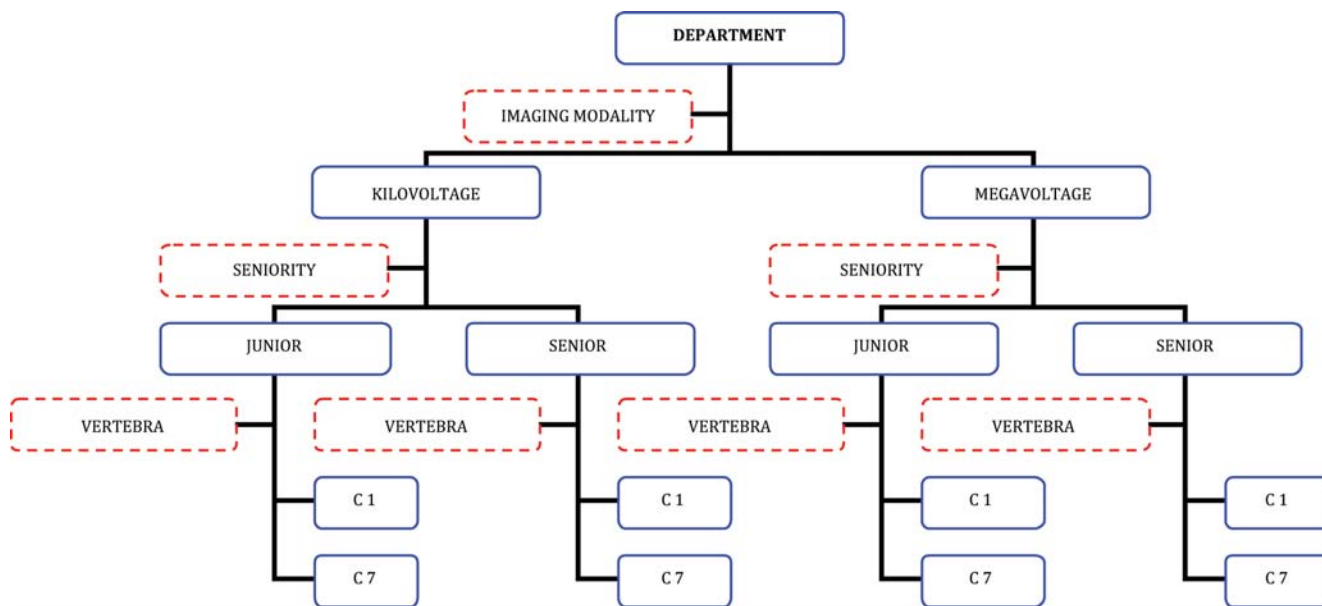 DEPARTMENT
IMAGING MODALITY
KILOVOLTAGE
MEGAVOLTAGE
SENIORITY
SENIORITY
JUNIOR
SENIOR
JUNIOR
SENIOR
VERTEBRA
VERTEBRA
VERTEBRA
VERTEBRA
C 1
C 1
C 1
C 1
C 7
C 7
C 7
C 7